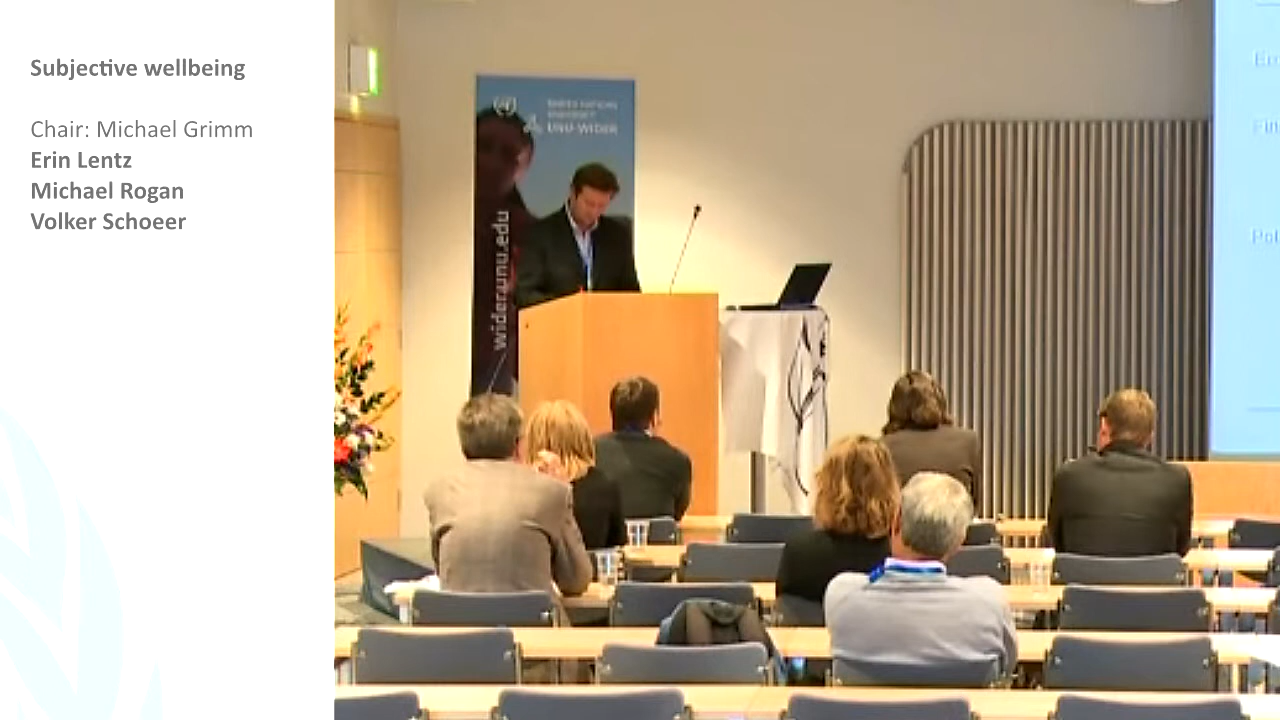 Subjective wellbeing
Chair: Michael Grimm
Erin Lentz
Michael Rogan
Volker Schoeer
UNITED NATIONS
UNIVERSITY
UNU-WIDER
wider.unu.edu